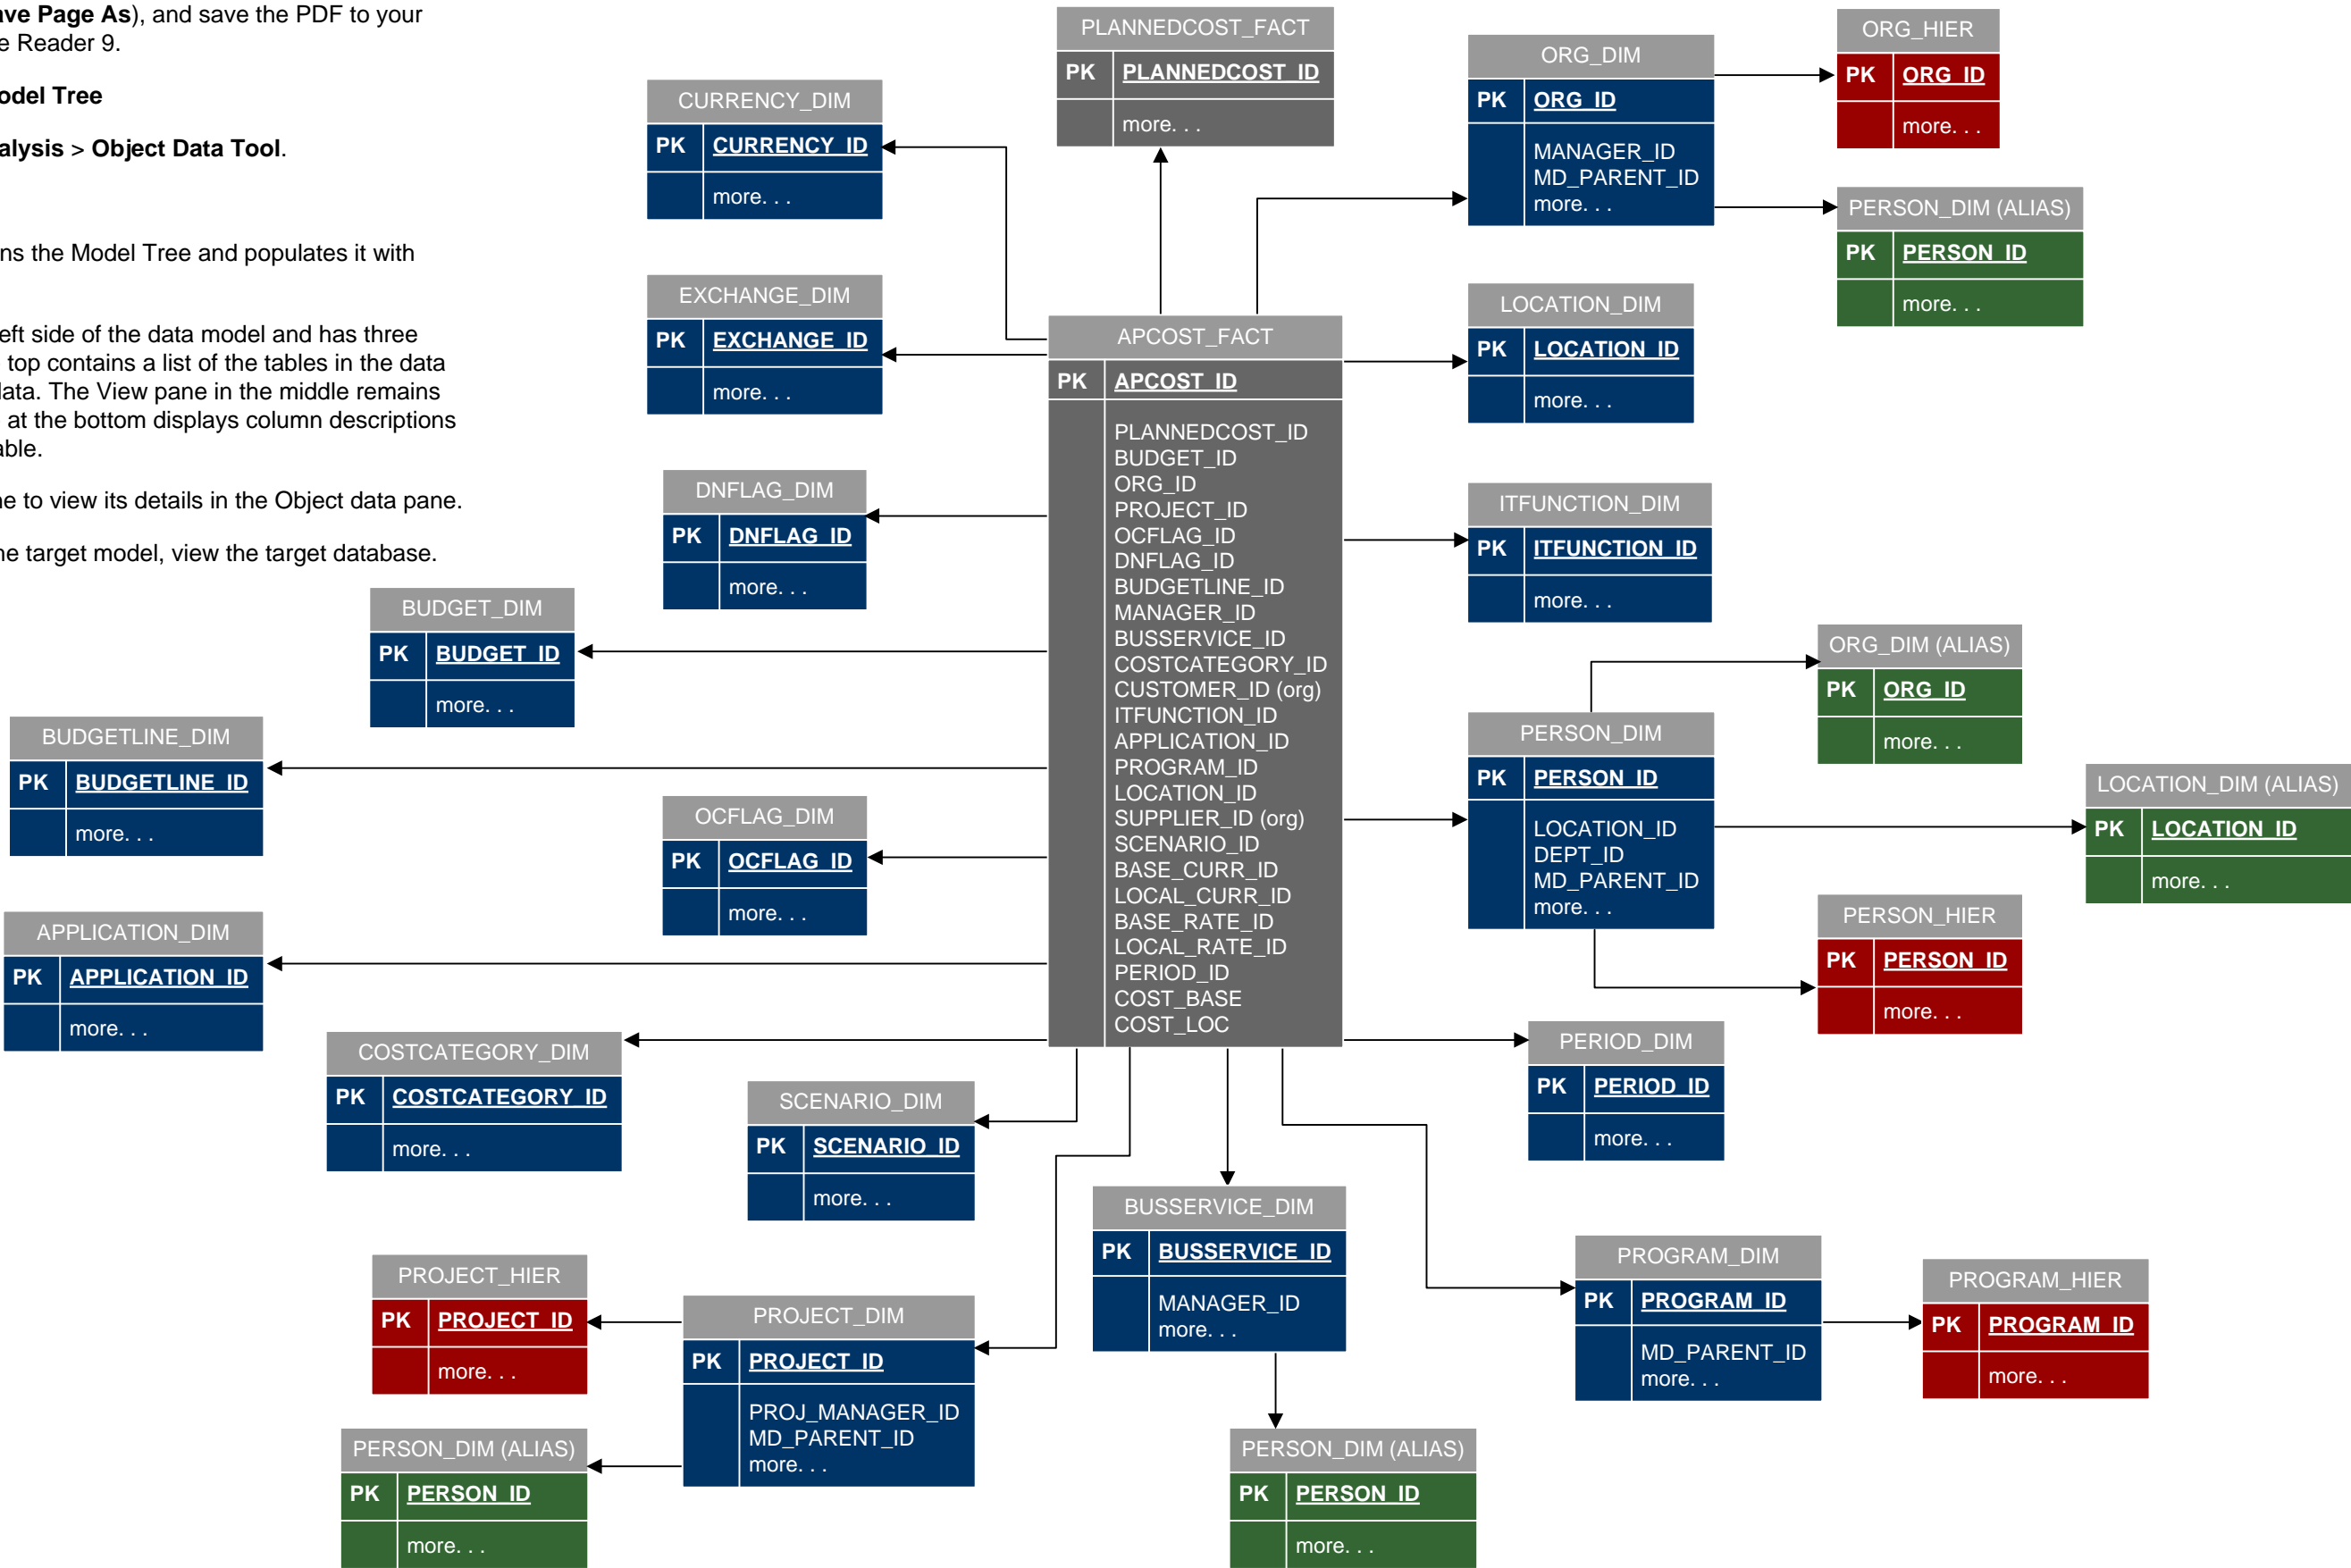 ave Page As), and save the PDF to your
e Reader 9.
odel Tree
alysis > Object Data Tool.
ns the Model Tree and populates it with
eft side of the data model and has three
top contains a list of the tables in the data
data. The View pane in the middle remains
at the bottom displays column descriptions
able.
ne to view its details in the Object data pane.
he target model, view the target database.
PLANNEDCOST_FACT
PK PLANNEDCOST_ID
more. . .
ORG_DIM
PK ORG_ID
MANAGER_ID
MD_PARENT_ID
more. . .
ORG_HIER
PK ORG_ID
more. . .
CURRENCY_DIM
PK CURRENCY_ID
more. . .
PERSON_DIM (ALIAS)
PK PERSON_ID
more. . .
EXCHANGE_DIM
PK EXCHANGE_ID
more. . .
LOCATION_DIM
PK LOCATION_ID
more. . .
APCOST_FACT
PK APCOST_ID
PLANNEDCOST_ID
BUDGET_ID
ORG_ID
PROJECT_ID
OCFLAG_ID
DNFLAG_ID
BUDGETLINE_ID
MANAGER_ID
BUSSERVICE_ID
COSTCATEGORY_ID
CUSTOMER_ID (org)
ITFUNCTION_ID
APPLICATION_ID
PROGRAM_ID
LOCATION_ID
SUPPLIER_ID (org)
SCENARIO_ID
BASE_CURR_ID
LOCAL_CURR_ID
BASE_RATE_ID
LOCAL_RATE_ID
PERIOD_ID
COST_BASE
COST_LOC
DNFLAG_DIM
PK DNFLAG_ID
more. . .
ITFUNCTION_DIM
PK ITFUNCTION_ID
more. . .
BUDGET_DIM
PK BUDGET_ID
more. . .
ORG_DIM (ALIAS)
PK ORG_ID
more. . .
BUDGETLINE_DIM
PK BUDGETLINE_ID
more. . .
PERSON_DIM
PK PERSON_ID
LOCATION_ID
DEPT_ID
MD_PARENT_ID
more. . .
LOCATION_DIM (ALIAS)
PK LOCATION_ID
more. . .
OCFLAG_DIM
PK OCFLAG_ID
more. . .
PERSON_HIER
PK PERSON_ID
more. . .
APPLICATION_DIM
PK APPLICATION_ID
more. . .
COSTCATEGORY_DIM
PK COSTCATEGORY_ID
more. . .
PERIOD_DIM
PK PERIOD_ID
more. . .
SCENARIO_DIM
PK SCENARIO_ID
more. . .
BUSSERVICE_DIM
PK BUSSERVICE_ID
MANAGER_ID
more. . .
PROGRAM_DIM
PK PROGRAM_ID
MD_PARENT_ID
more. . .
PROGRAM_HIER
PK PROGRAM_ID
more. . .
PROJECT_HIER
PK PROJECT_ID
more. . .
PROJECT_DIM
PK PROJECT_ID
PROJ_MANAGER_ID
MD_PARENT_ID
more. . .
PERSON_DIM (ALIAS)
PK PERSON_ID
more. . .
PERSON_DIM (ALIAS)
PK PERSON_ID
more. . .